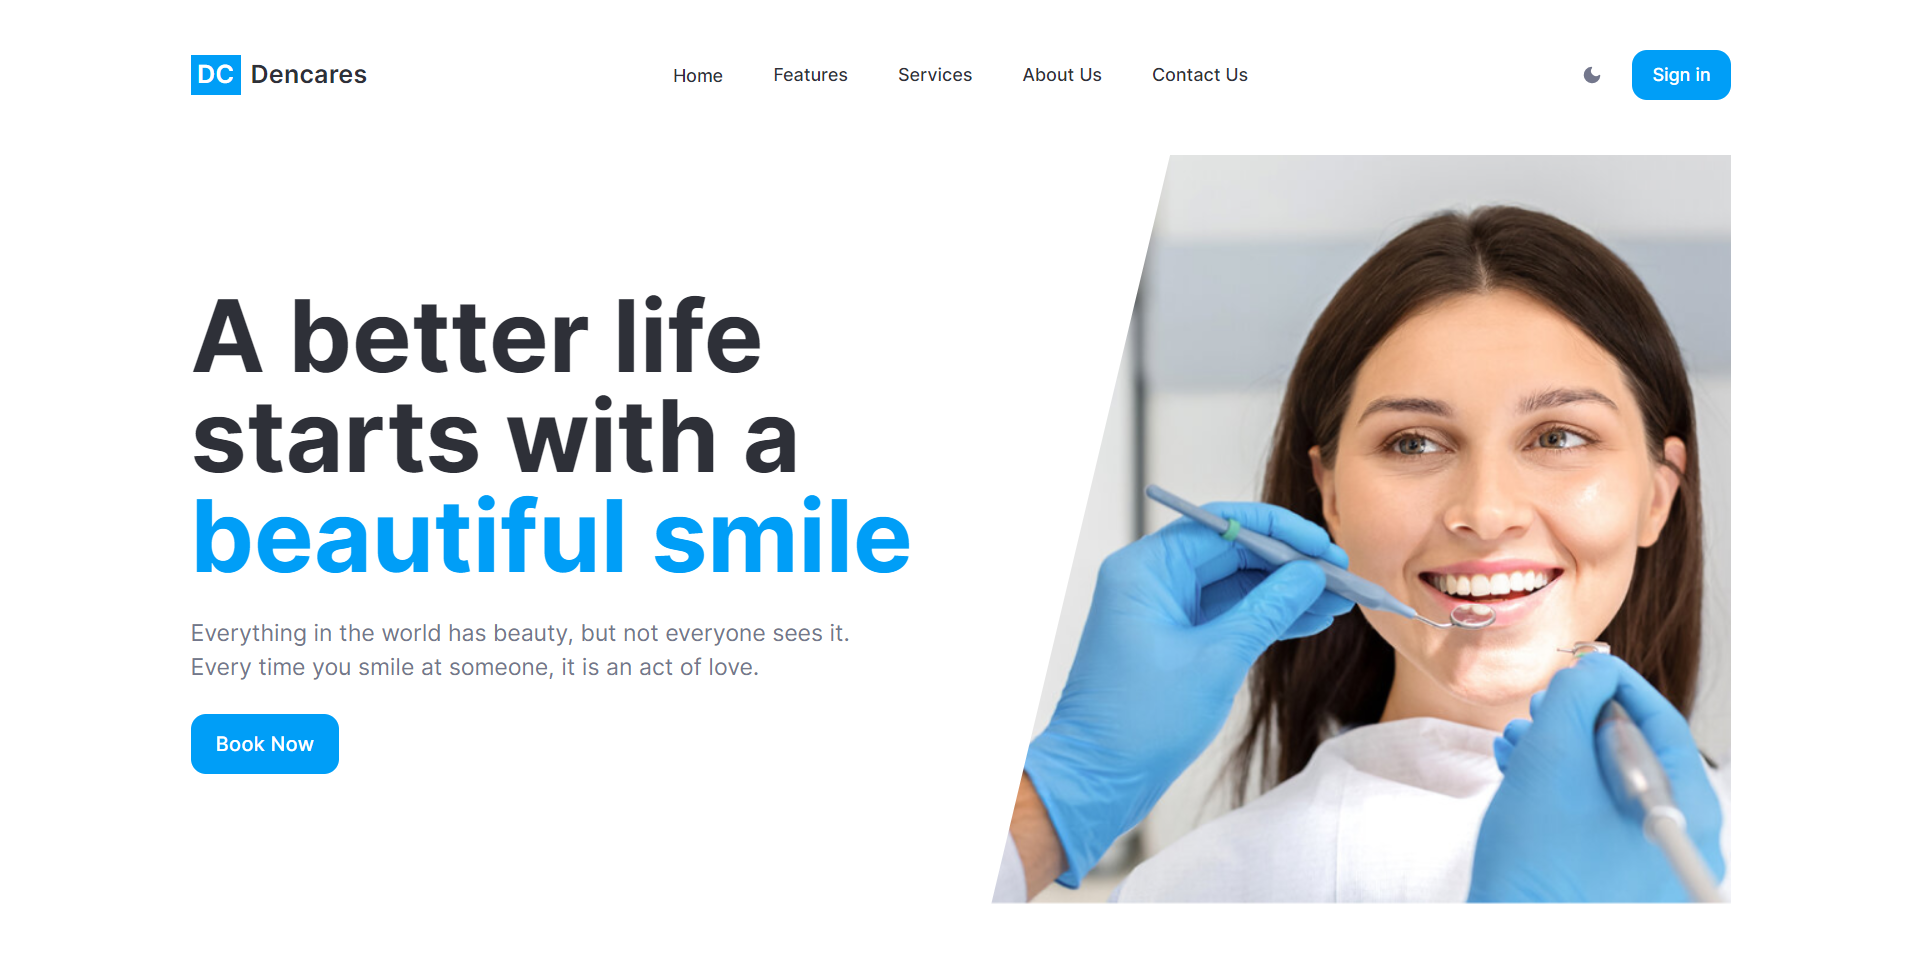 DC Dencares
Home Features Services About Us Contact Us
Sign in
A better life
starts with a
beautiful smile
Everything in the world has beauty, but not everyone sees it.
Every time you smile at someone, it is an act of love.
Book Now